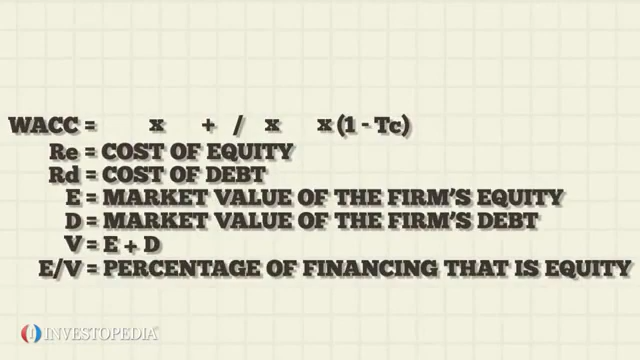 WACC = x + / x x (1 - Tc)
Re = COST OF EQUITY
Rd = COST OF DEBT
E = MARKET VALUE OF THE FIRM'S EQUITY
D = MARKET VALUE OF THE FIRM'S DEBT
V = E + D
E/V = PERCENTAGE OF FINANCING THAT IS EQUITY
INVESTOPEDIA